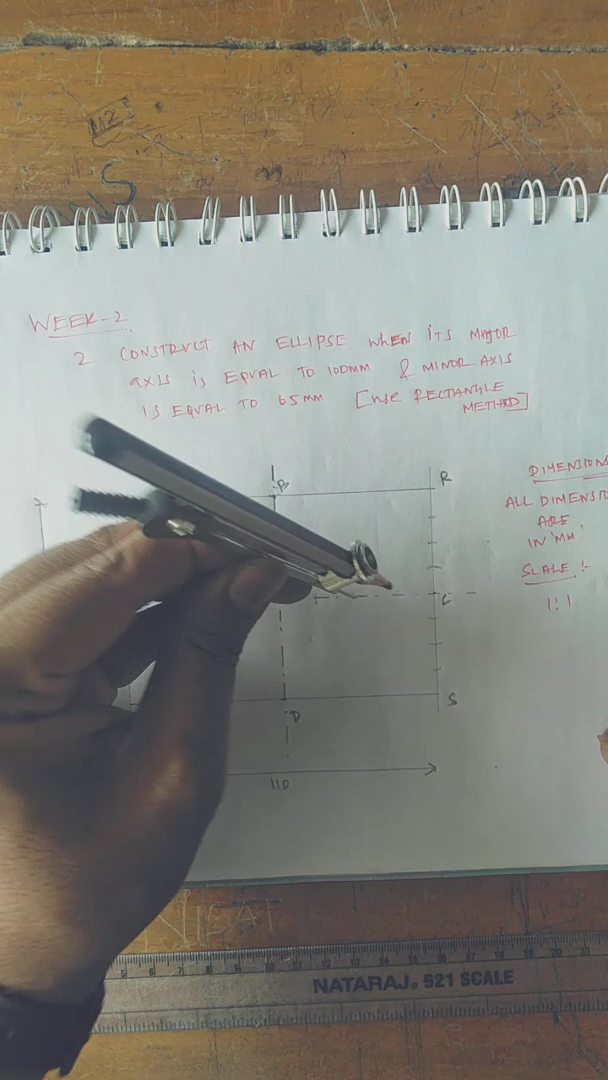 WEEK-2
2 CONSTRUCT AN ELLIPSE WHEN ITS MAJOR
AXIS IS EQUAL TO 100MM & MINOR AXIS
IS EQUAL TO 65MM [USE RECTANGLE
METHOD]
DIMENSIONS
ALL DIMENSIO
ARE
IN 'MM'.
SCALE :-
1:1
B
R
C
S
D
110
NATARAJ. 621 SCALE